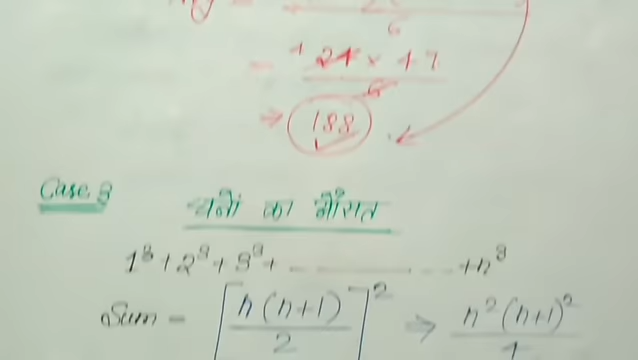 6
= 24 × 47
6
⇒ 188
Case 3
घनों का औसत
1³ + 2³ + 3³ + - - - - - - + n³
Sum = [n(n+1)/2]² ⇒ n²(n+1)²/4